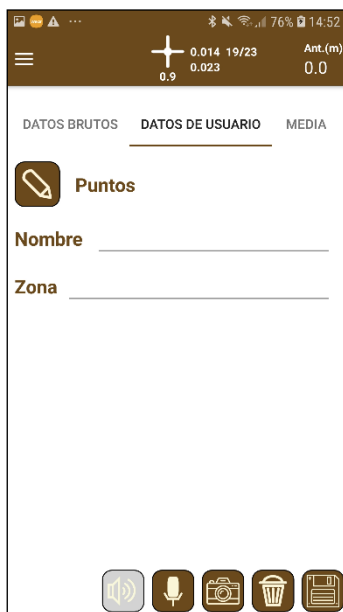 76% 14:52
0.014 19/23 Ant.(m)
0.9 0.023 0.0
DATOS BRUTOS DATOS DE USUARIO MEDIA
Puntos
Nombre
Zona